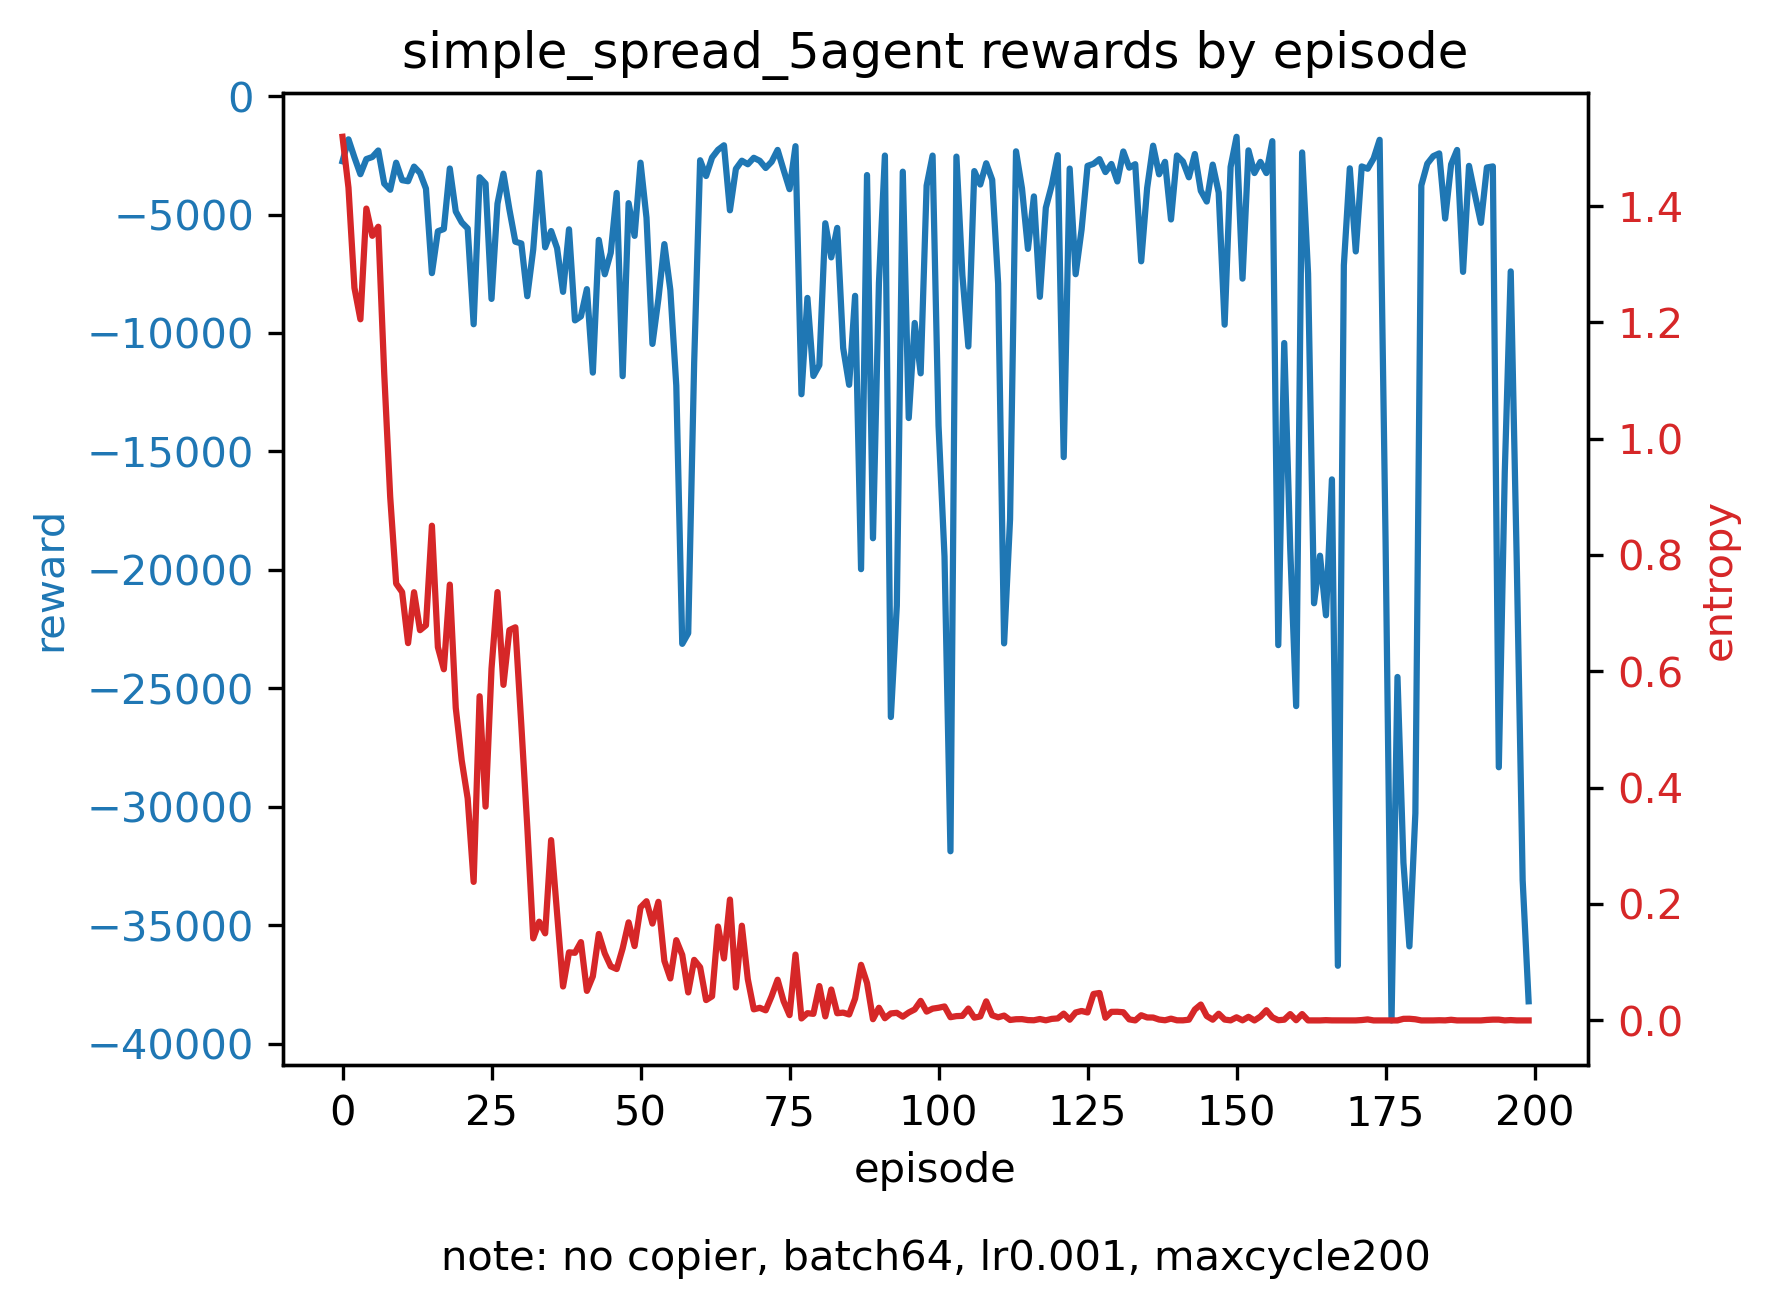 simple_spread_5agent rewards by episode
0
−5000
−10000
−15000
−20000
−25000
−30000
−35000
−40000
reward
1.4
1.2
1.0
0.8
0.6
0.4
0.2
0.0
entropy
0 25 50 75 100 125 150 175 200
episode
note: no copier, batch64, lr0.001, maxcycle200